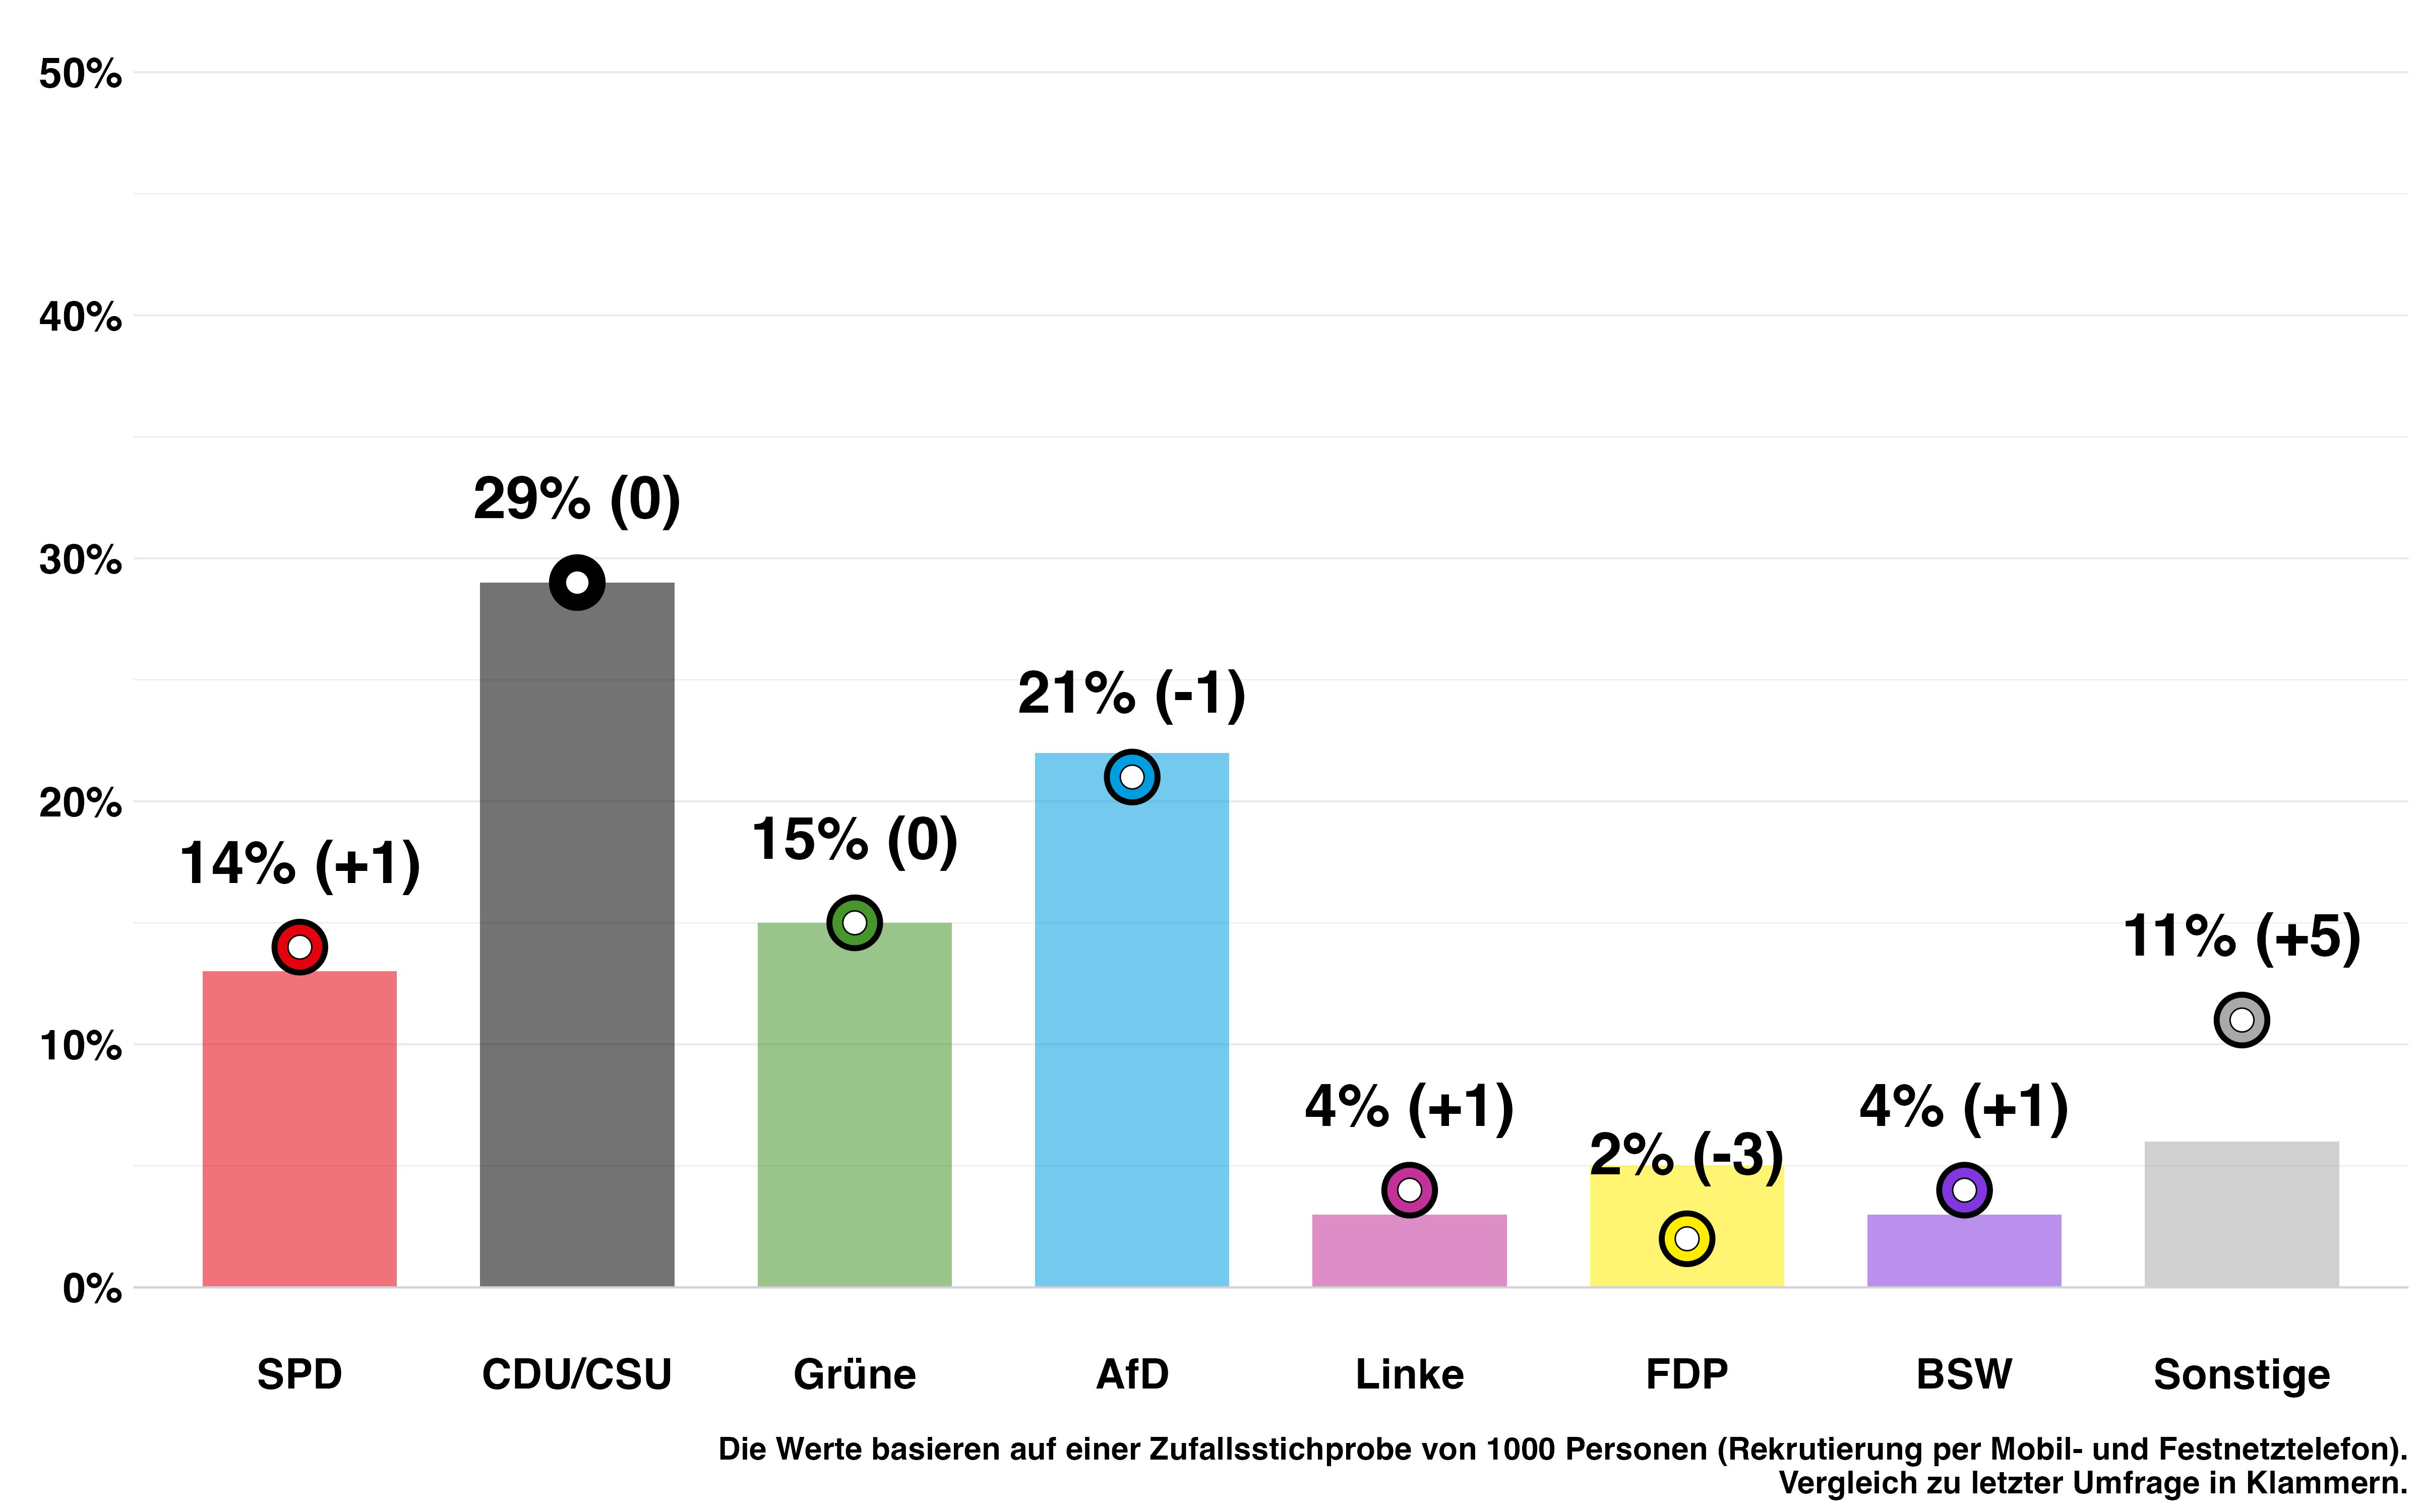 50%
40%
30%
20%
10%
0%
14% (+1)
29% (0)
15% (0)
21% (-1)
4% (+1)
2% (-3)
4% (+1)
11% (+5)
SPD
CDU/CSU
Grüne
AfD
Linke
FDP
BSW
Sonstige
Die Werte basieren auf einer Zufallsstichprobe von 1000 Personen (Rekrutierung per Mobil- und Festnetztelefon).
Vergleich zu letzter Umfrage in Klammern.